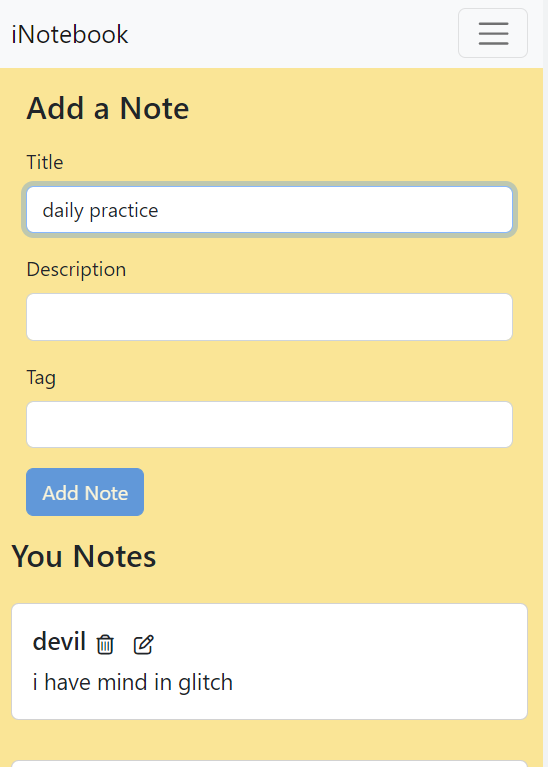 iNotebook
Add a Note
Title
daily practice
Description
Tag
Add Note
You Notes
devil
i have mind in glitch